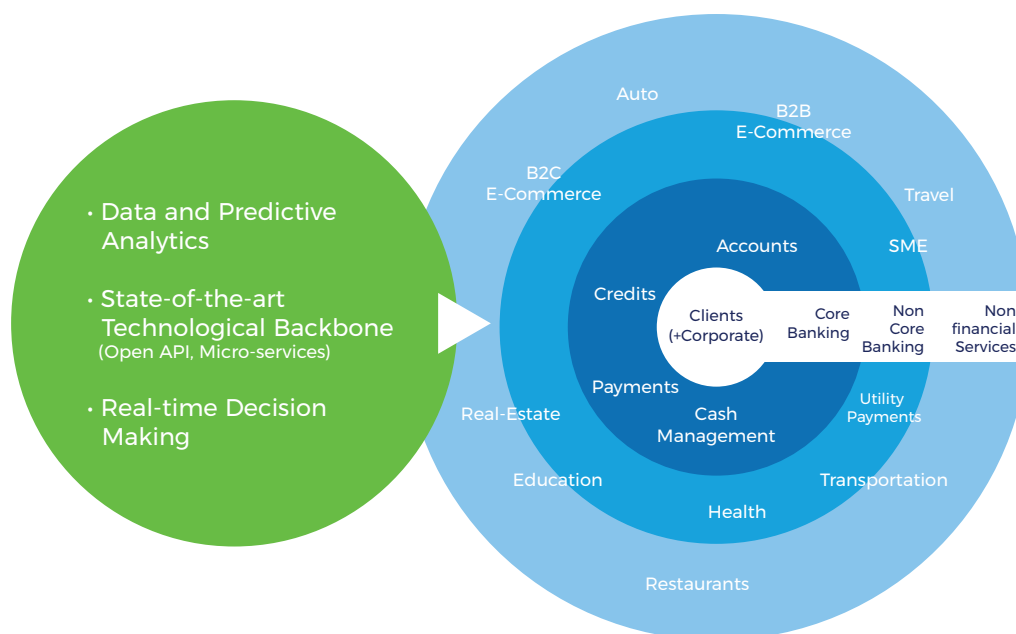 • Data and Predictive
Analytics
• State-of-the-art
Technological Backbone
(Open API, Micro-services)
• Real-time Decision
Making
Auto
B2B
E-Commerce
B2C
E-Commerce
Travel
Accounts
SME
Credits
Clients
(+Corporate)
Core
Banking
Non
Core
Banking
Non
financial
Services
Payments
Cash
Management
Real-Estate
Utility
Payments
Education
Transportation
Health
Restaurants